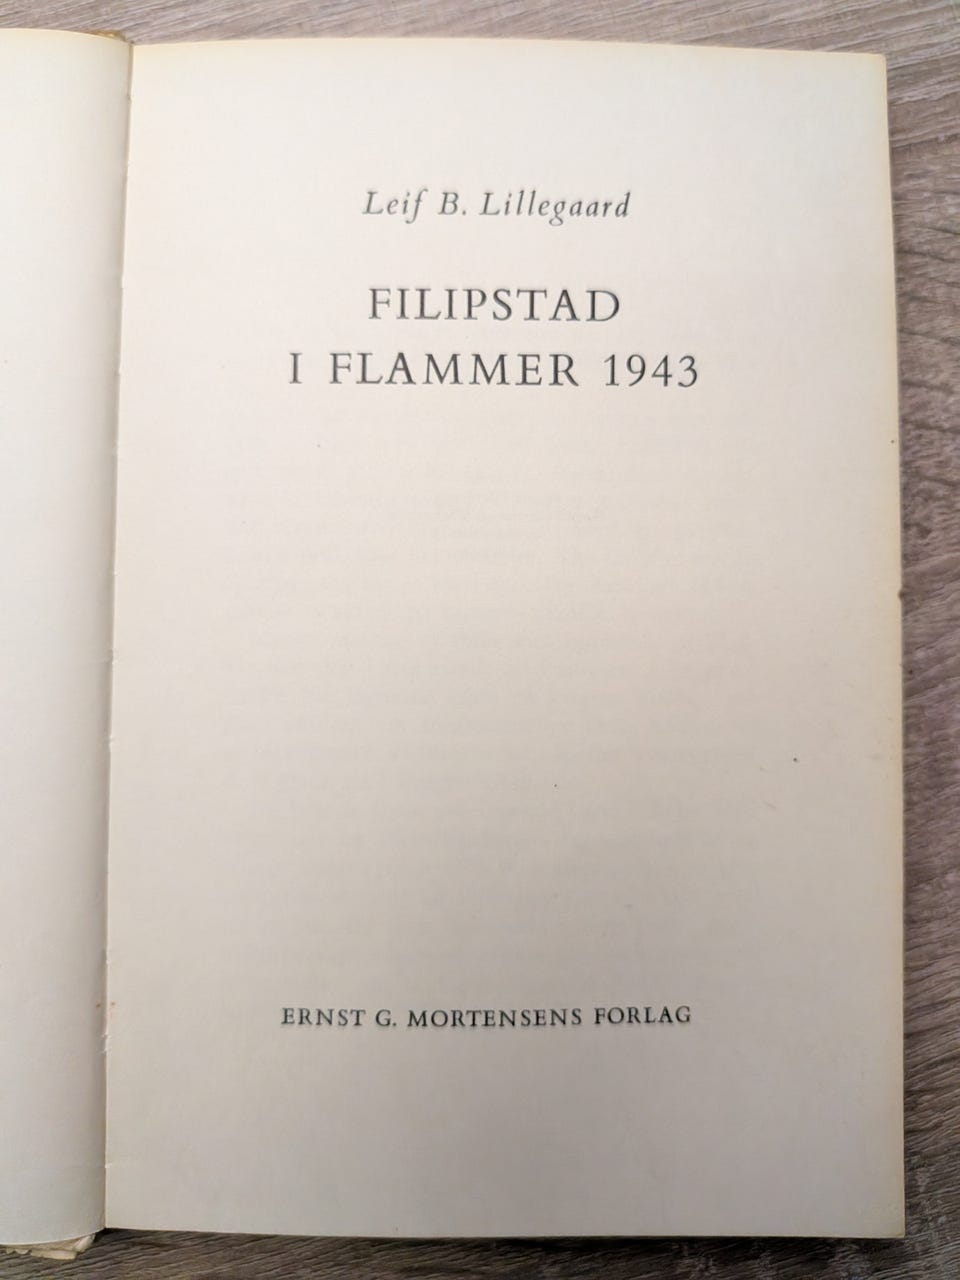 Leif B. Lillegaard
FILIPSTAD
I FLAMMER 1943
ERNST G. MORTENSENS FORLAG